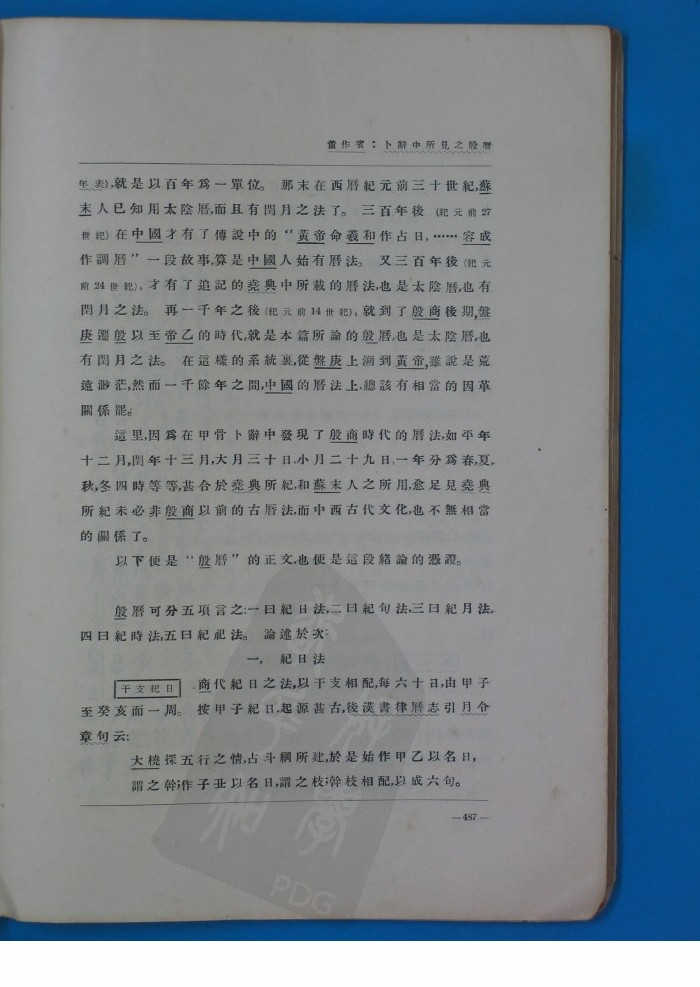 董作賓：卜辭中所見之殷曆
年表),就是以百年爲一單位。 那末在西曆紀元前三十世紀,蘇
末人已知用太陰曆,而且有閏月之法了。 三百年後 (紀元前27
世紀) 在中國才有了傳說中的 “黃帝命羲和作占日, …… 容成
作調曆” 一段故事,算是中國人始有曆法。 又三百年後 (紀元
前24世紀), 才有了追記的堯典中所載的曆法,也是太陰曆,也有
閏月之法。 再一千年之後 (紀元前14世紀), 就到了殷商後期,盤
庚遷殷以至帝乙的時代,就是本篇所論的殷曆,也是太陰曆,也
有閏月之法。 在這樣的系統裏,從盤庚上溯到黃帝,雖說是荒
遠渺茫,然而一千餘年之間,中國的曆法上,總該有相當的因革
關係罷。
這里,因爲在甲骨卜辭中發現了殷商時代的曆法,如平年
十二月,閏年十三月,大月三十日,小月二十九日,一年分爲春,夏,
秋,冬四時等等,甚合於堯典所紀,和蘇末人之所用,愈足見堯典
所紀未必非殷商以前的古曆法,而中西古代文化,也不無相當
的關係了。
以下便是 “殷曆” 的正文,也便是這段緒論的憑證。
殷曆可分五項言之:一曰紀日法,二曰紀旬法,三曰紀月法,
四曰紀時法,五曰紀祀法。 論述於次:
一, 紀日法
干支紀日 商代紀日之法,以干支相配,每六十日,由甲子
至癸亥而一周。 按甲子紀日,起源甚古,後漢書律曆志引月令
章句云:
大橈探五行之情,占斗綱所建,於是始作甲乙以名日,
謂之幹;作子丑以名日,謂之枝;幹枝相配,以成六旬。
—487—
PDG